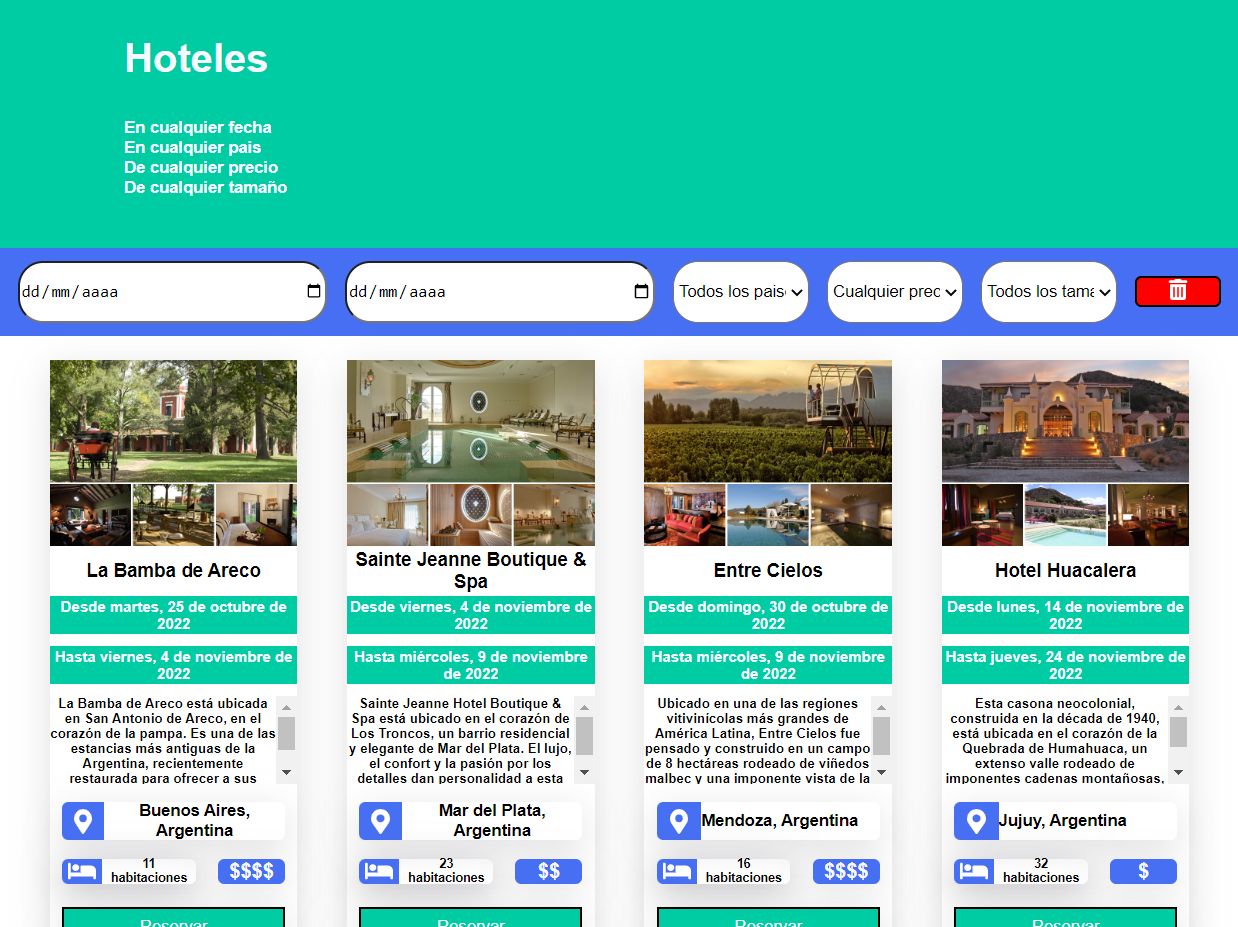 Hoteles
En cualquier fecha
En cualquier pais
De cualquier precio
De cualquier tamaño
dd/mm/aaaa
dd/mm/aaaa
Todos los pais
Cualquier prec
Todos los tama
La Bamba de Areco
Desde martes, 25 de octubre de
2022
Hasta viernes, 4 de noviembre de
2022
La Bamba de Areco está ubicada
en San Antonio de Areco, en el
corazón de la pampa. Es una de las
estancias más antiguas de la
Argentina, recientemente
restaurada para ofrecer a sus
Buenos Aires,
Argentina
11
habitaciones
$$$$
Reservar
Sainte Jeanne Boutique &
Spa
Desde viernes, 4 de noviembre de
2022
Hasta miércoles, 9 de noviembre
de 2022
Sainte Jeanne Hotel Boutique &
Spa está ubicado en el corazón de
Los Troncos, un barrio residencial
y elegante de Mar del Plata. El lujo,
el confort y la pasión por los
detalles dan personalidad a esta
Mar del Plata,
Argentina
23
habitaciones
$$
Reservar
Entre Cielos
Desde domingo, 30 de octubre de
2022
Hasta miércoles, 9 de noviembre
de 2022
Ubicado en una de las regiones
vitivinícolas más grandes de
América Latina, Entre Cielos fue
pensado y construido en un campo
de 8 hectáreas rodeado de viñedos
malbec y una imponente vista de la
Mendoza, Argentina
16
habitaciones
$$$$
Reservar
Hotel Huacalera
Desde lunes, 14 de noviembre de
2022
Hasta jueves, 24 de noviembre de
2022
Esta casona neocolonial,
construida en la década de 1940,
está ubicada en el corazón de la
Quebrada de Humahuaca, un
extenso valle rodeado de
imponentes cadenas montañosas,
Jujuy, Argentina
32
habitaciones
$
Reservar